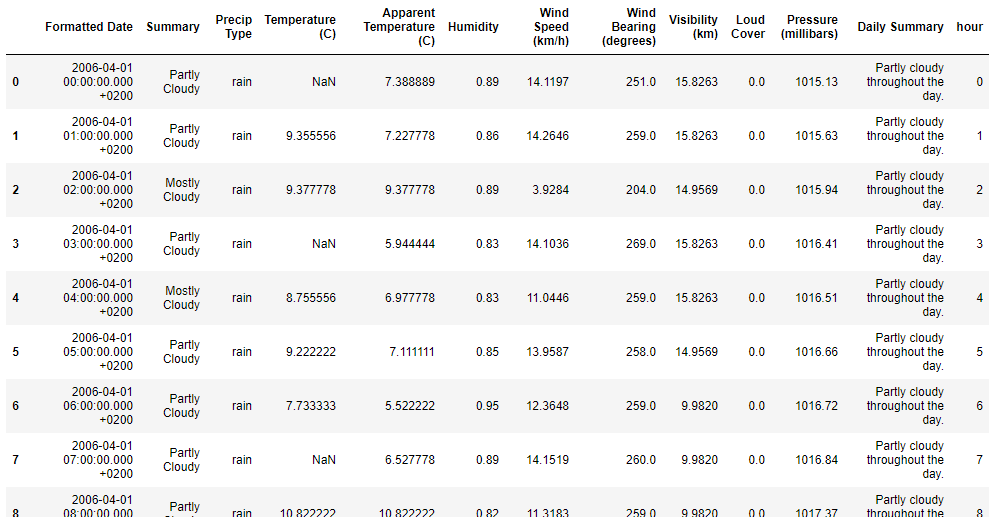 Formatted Date Summary Precip Type Temperature (C) Apparent Temperature (C) Humidity Wind Speed (km/h) Wind Bearing (degrees) Visibility (km) Loud Cover Pressure (millibars) Daily Summary hour
0 2006-04-01 00:00:00.000 +0200 Partly Cloudy rain NaN 7.388889 0.89 14.1197 251.0 15.8263 0.0 1015.13 Partly cloudy throughout the day. 0
1 2006-04-01 01:00:00.000 +0200 Partly Cloudy rain 9.355556 7.227778 0.86 14.2646 259.0 15.8263 0.0 1015.63 Partly cloudy throughout the day. 1
2 2006-04-01 02:00:00.000 +0200 Mostly Cloudy rain 9.377778 9.377778 0.89 3.9284 204.0 14.9569 0.0 1015.94 Partly cloudy throughout the day. 2
3 2006-04-01 03:00:00.000 +0200 Partly Cloudy rain NaN 5.944444 0.83 14.1036 269.0 15.8263 0.0 1016.41 Partly cloudy throughout the day. 3
4 2006-04-01 04:00:00.000 +0200 Mostly Cloudy rain 8.755556 6.977778 0.83 11.0446 259.0 15.8263 0.0 1016.51 Partly cloudy throughout the day. 4
5 2006-04-01 05:00:00.000 +0200 Partly Cloudy rain 9.222222 7.111111 0.85 13.9587 258.0 14.9569 0.0 1016.66 Partly cloudy throughout the day. 5
6 2006-04-01 06:00:00.000 +0200 Partly Cloudy rain 7.733333 5.522222 0.95 12.3648 259.0 9.9820 0.0 1016.72 Partly cloudy throughout the day. 6
7 2006-04-01 07:00:00.000 +0200 Partly Cloudy rain NaN 6.527778 0.89 14.1519 260.0 9.9820 0.0 1016.84 Partly cloudy throughout the day. 7
8 2006-04-01 08:00:00.000 Partly rain 10.822222 10.822222 0.82 11.3183 259.0 9.9820 0.0 1017.37 Partly cloudy throughout the 8